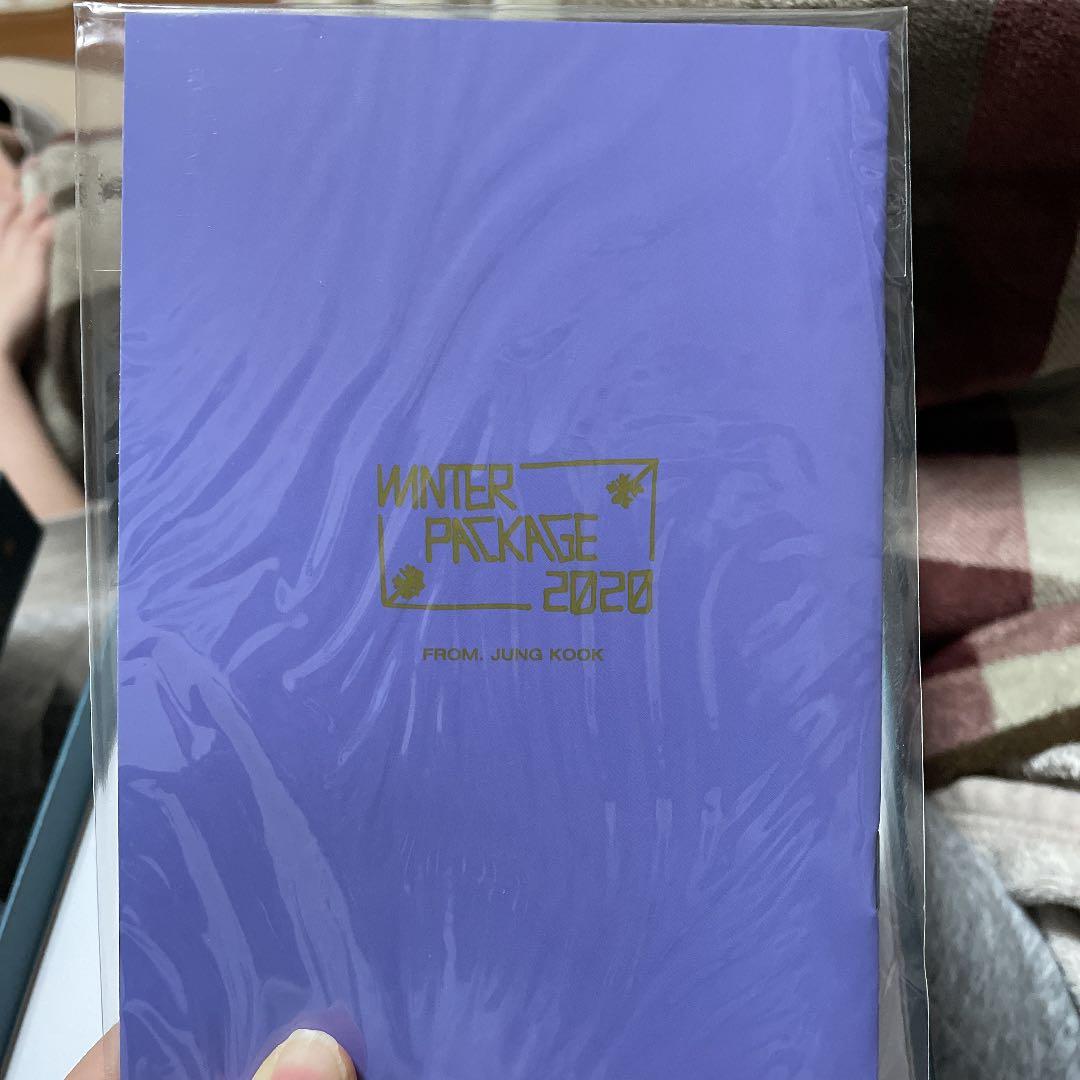 WINTER
PACKAGE
2020
FROM. JUNG KOOK